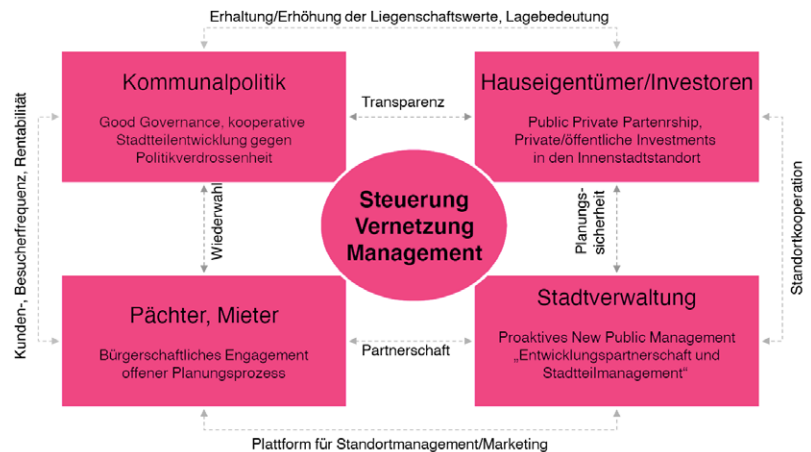 Erhaltung/Erhöhung der Liegenschaftswerte, Lagebedeutung
Kommunalpolitik
Good Governance, kooperative
Stadtteilentwicklung gegen
Politikverdrossenheit
Transparenz
Hauseigentümer/Investoren
Public Private Partenrship,
Private/öffentliche Investments
in den Innenstadtstandort
Kunden-, Besucherfrequenz, Rentabilität
Wiederwahl
Steuerung
Vernetzung
Management
Planungs-
sicherheit
Standortkooperation
Pächter, Mieter
Bürgerschaftliches Engagement
offener Planungsprozess
Partnerschaft
Stadtverwaltung
Proaktives New Public Management
„Entwicklungspartnerschaft und
Stadtteilmanagement“
Plattform für Standortmanagement/Marketing